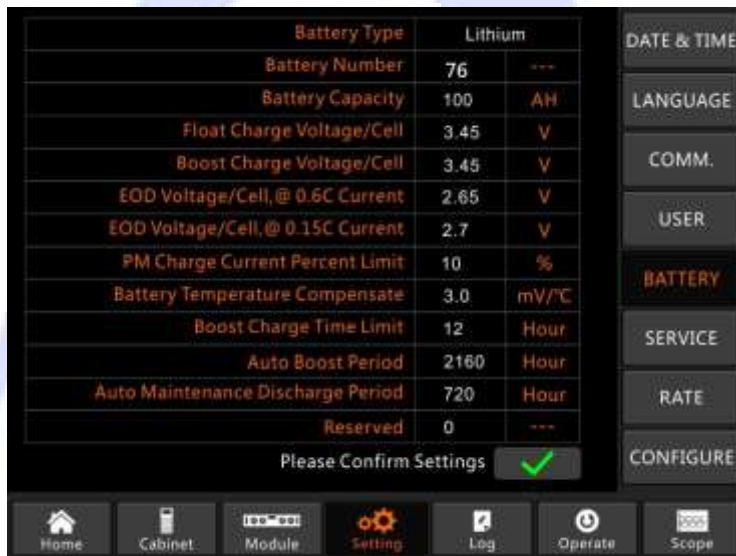 Battery Type Lithium
Battery Number 76 ---
Battery Capacity 100 AH
Float Charge Voltage/Cell 3.45 V
Boost Charge Voltage/Cell 3.45 V
EOD Voltage/Cell,@ 0.6C Current 2.65 V
EOD Voltage/Cell,@ 0.15C Current 2.7 V
PM Charge Current Percent Limit 10 %
Battery Temperature Compensate 3.0 mV/℃
Boost Charge Time Limit 12 Hour
Auto Boost Period 2160 Hour
Auto Maintenance Discharge Period 720 Hour
Reserved 0 ---
Please Confirm Settings
DATE & TIME
LANGUAGE
COMM.
USER
BATTERY
SERVICE
RATE
CONFIGURE
Home Cabinet Module Setting Log Operate Scope